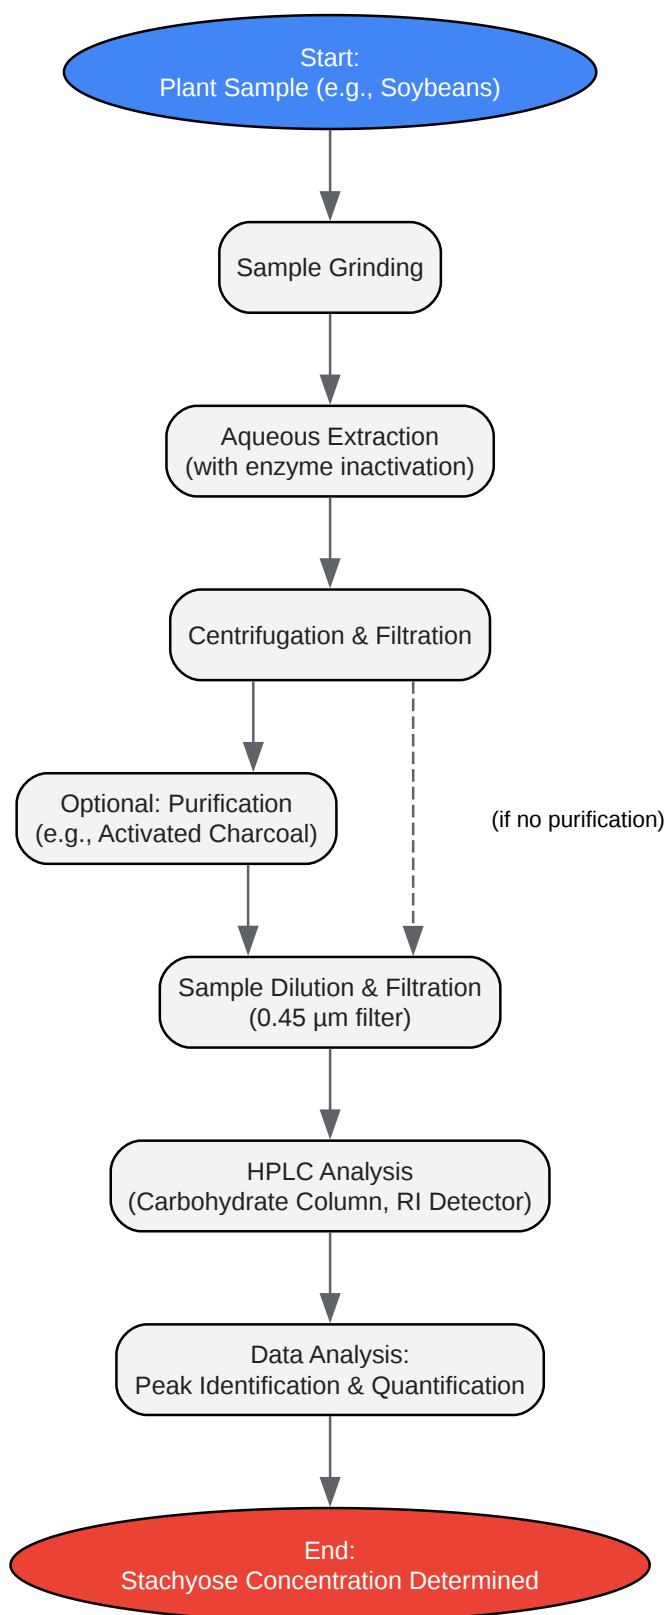 Start:
Plant Sample (e.g., Soybeans)
Sample Grinding
Aqueous Extraction
(with enzyme inactivation)
Centrifugation & Filtration
Optional: Purification
(e.g., Activated Charcoal)
(if no purification)
Sample Dilution & Filtration
(0.45 µm filter)
HPLC Analysis
(Carbohydrate Column, RI Detector)
Data Analysis:
Peak Identification & Quantification
End:
Stachyose Concentration Determined